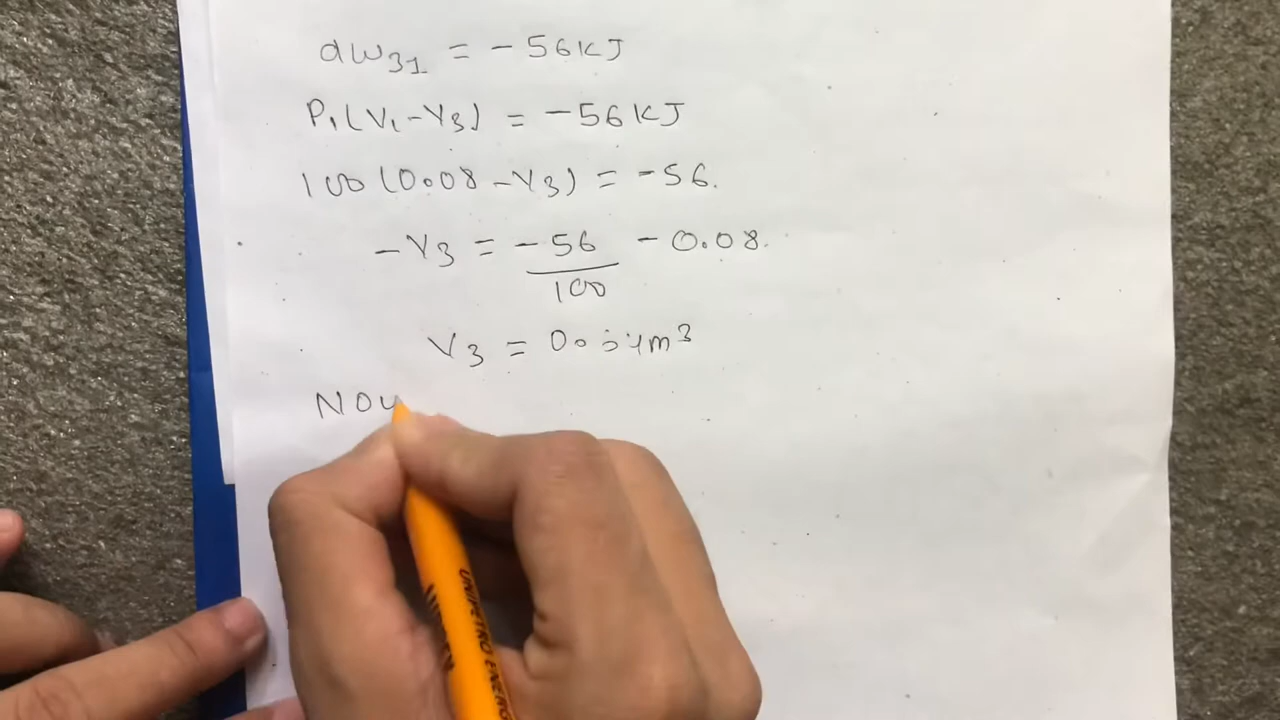 dw31 = -56KJ
P1(V1-V3) = -56KJ
100(0.08-V3) = -56.
-V3 = -56/100 - 0.08.
V3 = 0.64m³
NOW
UNIPETRO